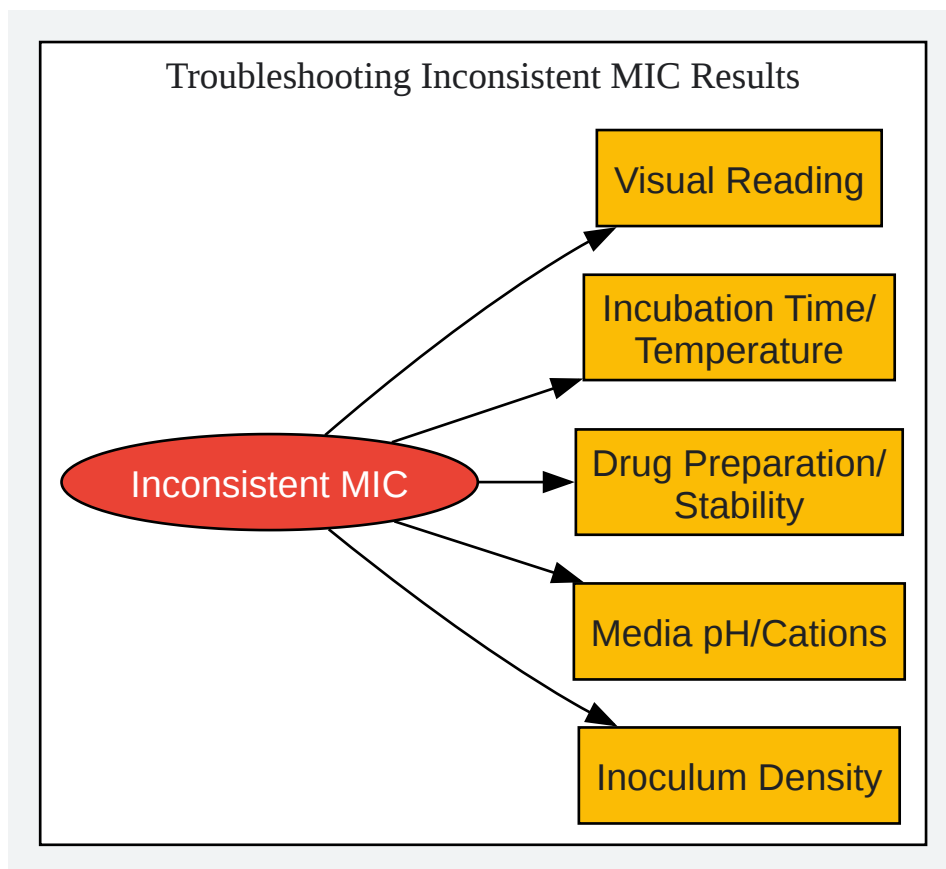 Troubleshooting Inconsistent MIC Results
Visual Reading
Incubation Time/
Temperature
Inconsistent MIC
Drug Preparation/
Stability
Media pH/Cations
Inoculum Density